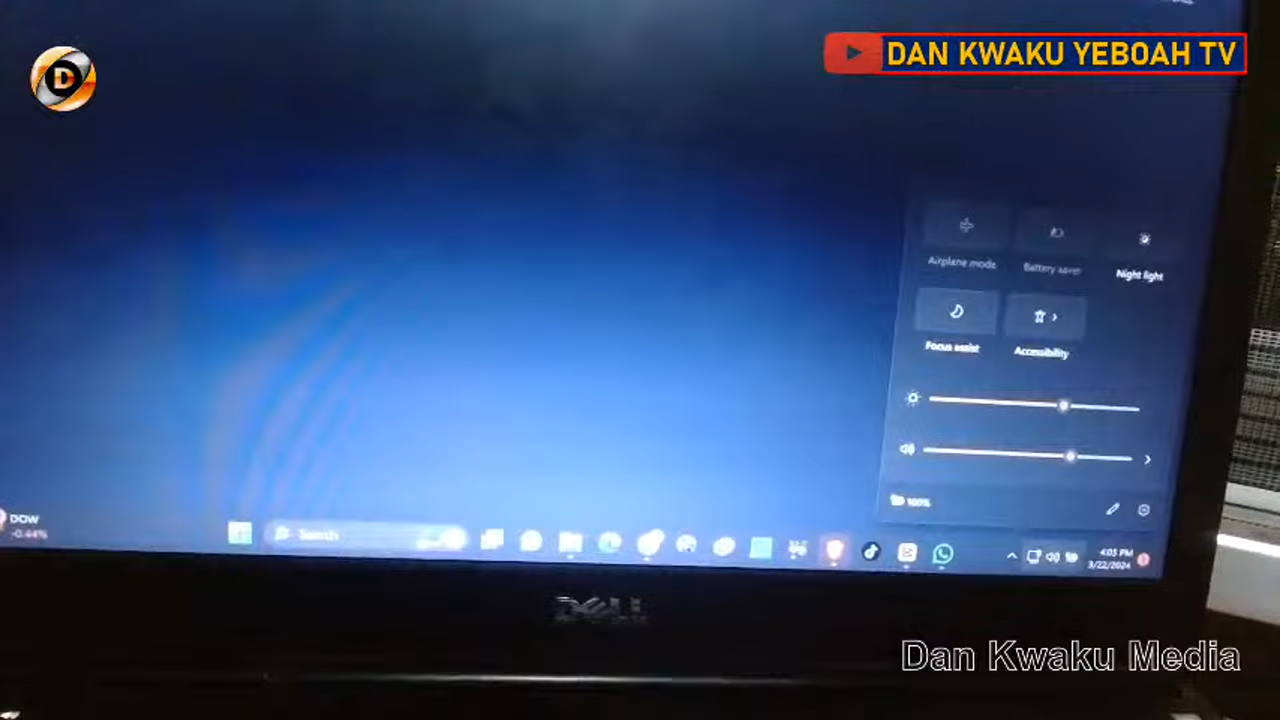 DAN KWAKU YEBOAH TV
D
Airplane mode
Battery saver
Night light
Focus assist
Accessibility
100%
DOW
-0.44%
Search
4:05 PM
3/22/2024
DELL
Dan Kwaku Media